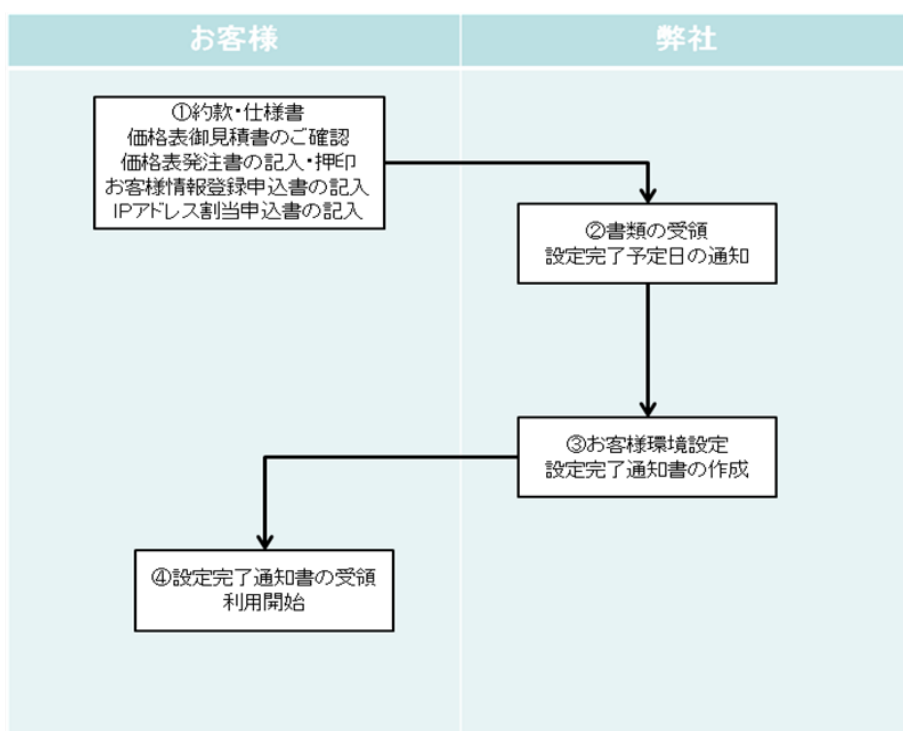 お客様
弊社
①約款・仕様書
価格表御見積書のご確認
価格表発注書の記入・押印
お客様情報登録申込書の記入
IPアドレス割当申込書の記入
②書類の受領
設定完了予定日の通知
③お客様環境設定
設定完了通知書の作成
④設定完了通知書の受領
利用開始